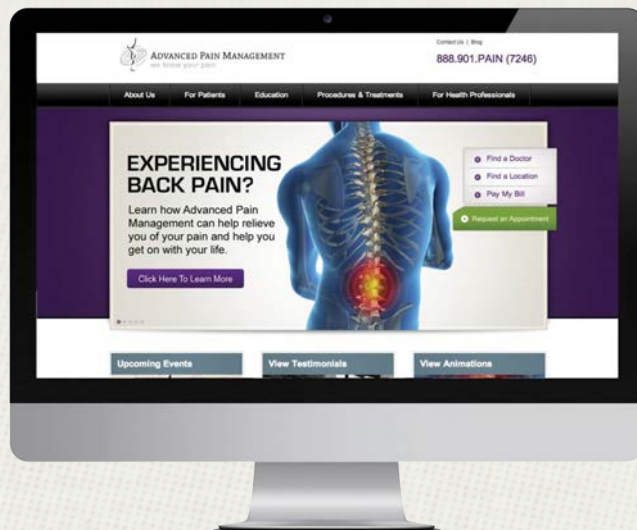 Contact Us | Blog
ADVANCED PAIN MANAGEMENT
we know your pain
888.901.PAIN (7246)
About Us For Patients Education Procedures & Treatments For Health Professionals
EXPERIENCING
BACK PAIN?
Learn how Advanced Pain
Management can help relieve
you of your pain and help you
get on with your life.
Click Here To Learn More
Find a Doctor
Find a Location
Pay My Bill
Request an Appointment
Upcoming Events View Testimonials View Animations